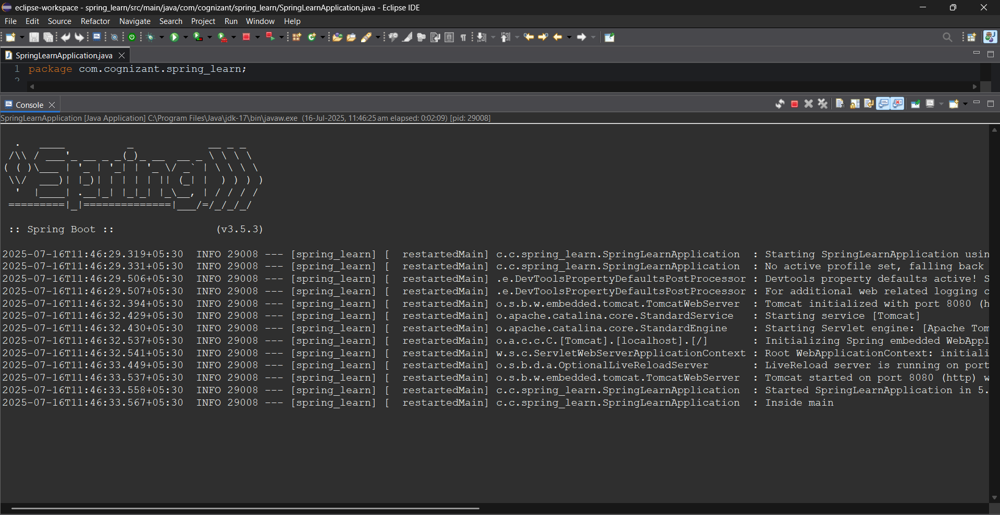 eclipse-workspace - spring_learn/src/main/java/com/cognizant/spring_learn/SpringLearnApplication.java - Eclipse IDE
File Edit Source Refactor Navigate Search Project Run Window Help
SpringLearnApplication.java
1 package com.cognizant.spring_learn;
2
Console
SpringLearnApplication [Java Application] C:\Program Files\Java\jdk-17\bin\javaw.exe (16-Jul-2025, 11:46:25 am elapsed: 0:02:09) [pid: 29008]
  .   ____          _            __ _ _
 /\\ / ___'_ __ _ _(_)_ __  __ _ \ \ \ \
( ( )\___ | '_ | '_| | '_ \/ _` | \ \ \ \
 \\/  ___)| |_)| | | | | || (_| |  ) ) ) )
  '  |____| .__|_| |_|_| |_\__, | / / / /
 =========|_|==============|___/=/_/_/_/
:: Spring Boot :: (v3.5.3)
2025-07-16T11:46:29.319+05:30 INFO 29008 --- [spring_learn] [ restartedMain] c.c.spring_learn.SpringLearnApplication : Starting SpringLearnApplication usin
2025-07-16T11:46:29.331+05:30 INFO 29008 --- [spring_learn] [ restartedMain] c.c.spring_learn.SpringLearnApplication : No active profile set, falling back
2025-07-16T11:46:29.506+05:30 INFO 29008 --- [spring_learn] [ restartedMain] .e.DevToolsPropertyDefaultsPostProcessor : Devtools property defaults active! S
2025-07-16T11:46:29.507+05:30 INFO 29008 --- [spring_learn] [ restartedMain] .e.DevToolsPropertyDefaultsPostProcessor : For additional web related logging c
2025-07-16T11:46:32.394+05:30 INFO 29008 --- [spring_learn] [ restartedMain] o.s.b.w.embedded.tomcat.TomcatWebServer : Tomcat initialized with port 8080 (h
2025-07-16T11:46:32.429+05:30 INFO 29008 --- [spring_learn] [ restartedMain] o.apache.catalina.core.StandardService : Starting service [Tomcat]
2025-07-16T11:46:32.430+05:30 INFO 29008 --- [spring_learn] [ restartedMain] o.apache.catalina.core.StandardEngine : Starting Servlet engine: [Apache Tom
2025-07-16T11:46:32.537+05:30 INFO 29008 --- [spring_learn] [ restartedMain] o.a.c.c.C.[Tomcat].[localhost].[/] : Initializing Spring embedded WebAppl
2025-07-16T11:46:32.541+05:30 INFO 29008 --- [spring_learn] [ restartedMain] w.s.c.ServletWebServerApplicationContext : Root WebApplicationContext: initiali
2025-07-16T11:46:33.449+05:30 INFO 29008 --- [spring_learn] [ restartedMain] o.s.b.d.a.OptionalLiveReloadServer : LiveReload server is running on port
2025-07-16T11:46:33.537+05:30 INFO 29008 --- [spring_learn] [ restartedMain] o.s.b.w.embedded.tomcat.TomcatWebServer : Tomcat started on port 8080 (http) w
2025-07-16T11:46:33.558+05:30 INFO 29008 --- [spring_learn] [ restartedMain] c.c.spring_learn.SpringLearnApplication : Started SpringLearnApplication in 5.
2025-07-16T11:46:33.567+05:30 INFO 29008 --- [spring_learn] [ restartedMain] c.c.spring_learn.SpringLearnApplication : Inside main